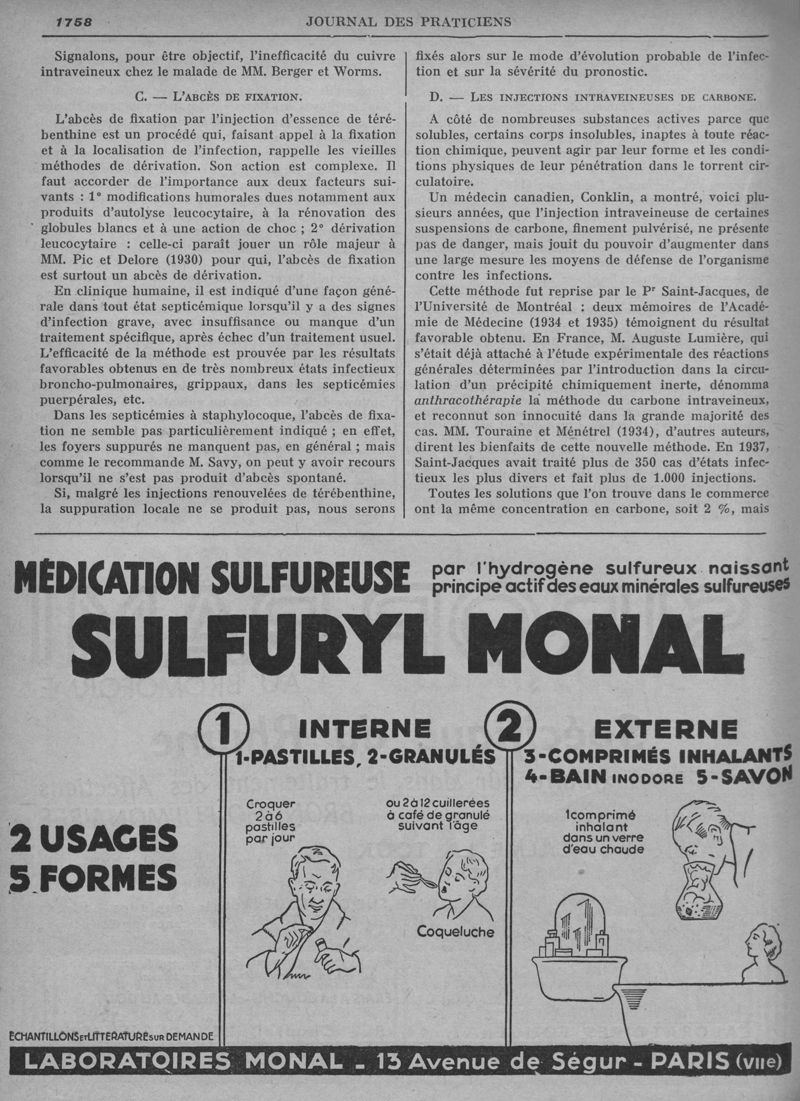 1758
JOURNAL DES PRATICIENS
Signalons, pour être objectif, l'inefficacité du cuivre
intraveineux chez le malade de MM. Berger et Worms.
C. — L'ABCÈS DE FIXATION.
L'abcès de fixation par l'injection d'essence de téré-
benthine est un procédé qui, faisant appel à la fixation
et à la localisation de l'infection, rappelle les vieilles
méthodes de dérivation. Son action est complexe. Il
faut accorder de l'importance aux deux facteurs sui-
vants : 1° modifications humorales dues notamment aux
produits d'autolyse leucocytaire, à la rénovation des
globules blancs et à une action de choc ; 2° dérivation
leucocytaire : celle-ci paraît jouer un rôle majeur à
MM. Pic et Delore (1930) pour qui, l'abcès de fixation
est surtout un abcès de dérivation.
En clinique humaine, il est indiqué d'une façon géné-
rale dans tout état septicémique lorsqu'il y a des signes
d'infection grave, avec insuffisance ou manque d'un
traitement spécifique, après échec d'un traitement usuel.
L'efficacité de la méthode est prouvée par les résultats
favorables obtenus en de très nombreux états infectieux
broncho-pulmonaires, grippaux, dans les septicémies
puerpérales, etc.
Dans les septicémies à staphylocoque, l'abcès de fixa-
tion ne semble pas particulièrement indiqué ; en effet,
les foyers suppurés ne manquent pas, en général ; mais
comme le recommande M. Savy, on peut y avoir recours
lorsqu'il ne s'est pas produit d'abcès spontané.
Si, malgré les injections renouvelées de térébenthine,
la suppuration locale ne se produit pas, nous serons
fixés alors sur le mode d'évolution probable de l'infec-
tion et sur la sévérité du pronostic.
D. — LES INJECTIONS INTRAVEINEUSES DE CARBONE.
A côté de nombreuses substances actives parce que
solubles, certains corps insolubles, inaptes à toute réac-
tion chimique, peuvent agir par leur forme et les condi-
tions physiques de leur pénétration dans le torrent cir-
culatoire.
Un médecin canadien, Conklin, a montré, voici plu-
sieurs années, que l'injection intraveineuse de certaines
suspensions de carbone, finement pulvérisé, ne présente
pas de danger, mais jouit du pouvoir d'augmenter dans
une large mesure les moyens de défense de l'organisme
contre les infections.
Cette méthode fut reprise par le Pr Saint-Jacques, de
l'Université de Montréal : deux mémoires de l'Acadé-
mie de Médecine (1934 et 1935) témoignent du résultat
favorable obtenu. En France, M. Auguste Lumière, qui
s'était déjà attaché à l'étude expérimentale des réactions
générales déterminées par l'introduction dans la circu-
lation d'un précipité chimiquement inerte, dénomma
anthracothérapie la méthode du carbone intraveineux,
et reconnut son innocuité dans la grande majorité des
cas. MM. Touraine et Ménétrel (1934), d'autres auteurs,
dirent les bienfaits de cette nouvelle méthode. En 1937,
Saint-Jacques avait traité plus de 350 cas d'états infec-
tieux les plus divers et fait plus de 1.000 injections.
Toutes les solutions que l'on trouve dans le commerce
ont la même concentration en carbone, soit 2 %, mais
MÉDICATION SULFUREUSE
par l'hydrogène sulfureux naissant
principe actif des eaux minérales sulfureuses
SULFURYL MONAL
1 INTERNE
1-PASTILLES, 2-GRANULÉS
2 EXTERNE
3-COMPRIMÉS INHALANTS
4-BAIN INODORE 5-SAVON
2 USAGES
5 FORMES
Croquer
2 à 6
pastilles
par jour
ou 2 à 12 cuillerées
à café de granulé
suivant l'âge
Coqueluche
1 comprimé
inhalant
dans un verre
d'eau chaude
ÉCHANTILLONS ET LITTÉRATURE SUR DEMANDE
LABORATOIRES MONAL - 13 Avenue de Ségur - PARIS (VIIe)